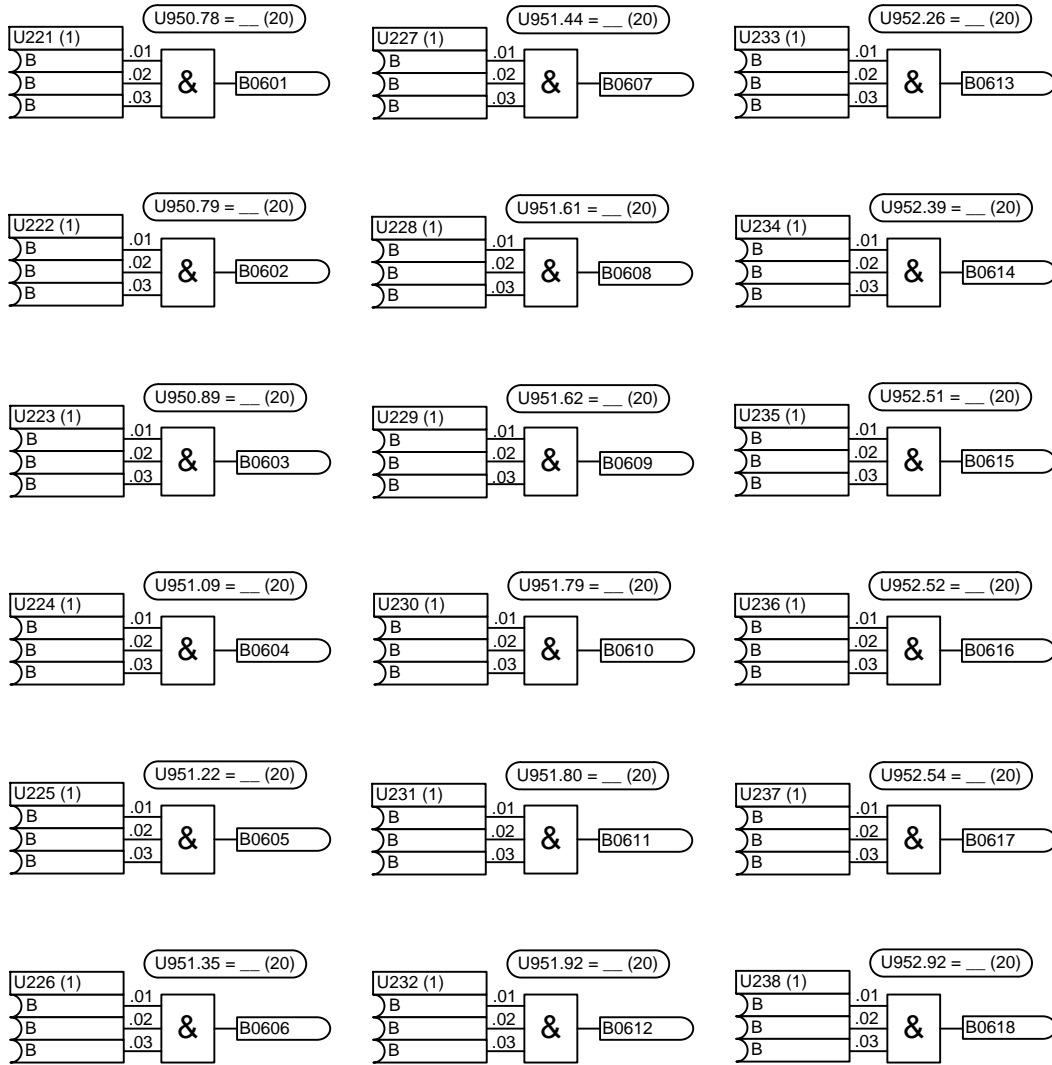 U950.78 = __ (20)
U221 (1)
B .01
B .02
B .03
&
B0601
U951.44 = __ (20)
U227 (1)
B .01
B .02
B .03
&
B0607
U952.26 = __ (20)
U233 (1)
B .01
B .02
B .03
&
B0613
U950.79 = __ (20)
U222 (1)
B .01
B .02
B .03
&
B0602
U951.61 = __ (20)
U228 (1)
B .01
B .02
B .03
&
B0608
U952.39 = __ (20)
U234 (1)
B .01
B .02
B .03
&
B0614
U950.89 = __ (20)
U223 (1)
B .01
B .02
B .03
&
B0603
U951.62 = __ (20)
U229 (1)
B .01
B .02
B .03
&
B0609
U952.51 = __ (20)
U235 (1)
B .01
B .02
B .03
&
B0615
U951.09 = __ (20)
U224 (1)
B .01
B .02
B .03
&
B0604
U951.79 = __ (20)
U230 (1)
B .01
B .02
B .03
&
B0610
U952.52 = __ (20)
U236 (1)
B .01
B .02
B .03
&
B0616
U951.22 = __ (20)
U225 (1)
B .01
B .02
B .03
&
B0605
U951.80 = __ (20)
U231 (1)
B .01
B .02
B .03
&
B0611
U952.54 = __ (20)
U237 (1)
B .01
B .02
B .03
&
B0617
U951.35 = __ (20)
U226 (1)
B .01
B .02
B .03
&
B0606
U951.92 = __ (20)
U232 (1)
B .01
B .02
B .03
&
B0612
U952.92 = __ (20)
U238 (1)
B .01
B .02
B .03
&
B0618